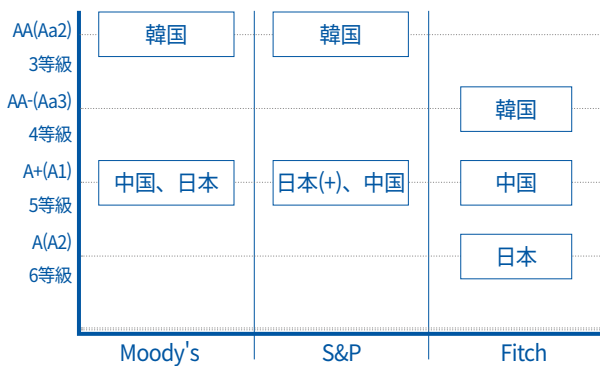 AA(Aa2)
3等級
韓国
韓国
AA-(Aa3)
4等級
韓国
A+(A1)
5等級
中国、日本
日本(+)、中国
中国
A(A2)
6等級
日本
Moody's
S&P
Fitch